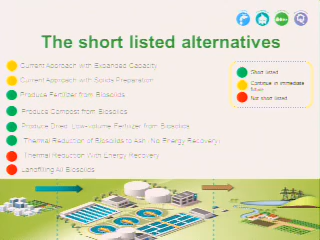 The short listed alternatives
Current Approach with Expanded Capacity
Current Approach with Solids Preparation
Produce Fertilizer from Biosolids
Produce Compost from Biosolids
Produce Dried, Low-volume Fertilizer from Biosolids
Thermal Reduction of Biosolids to Ash (No Energy Recovery)
Thermal Reduction With Energy Recovery
Landfilling All Biosolids
Short listed
Continue in immediate
future
Not short listed